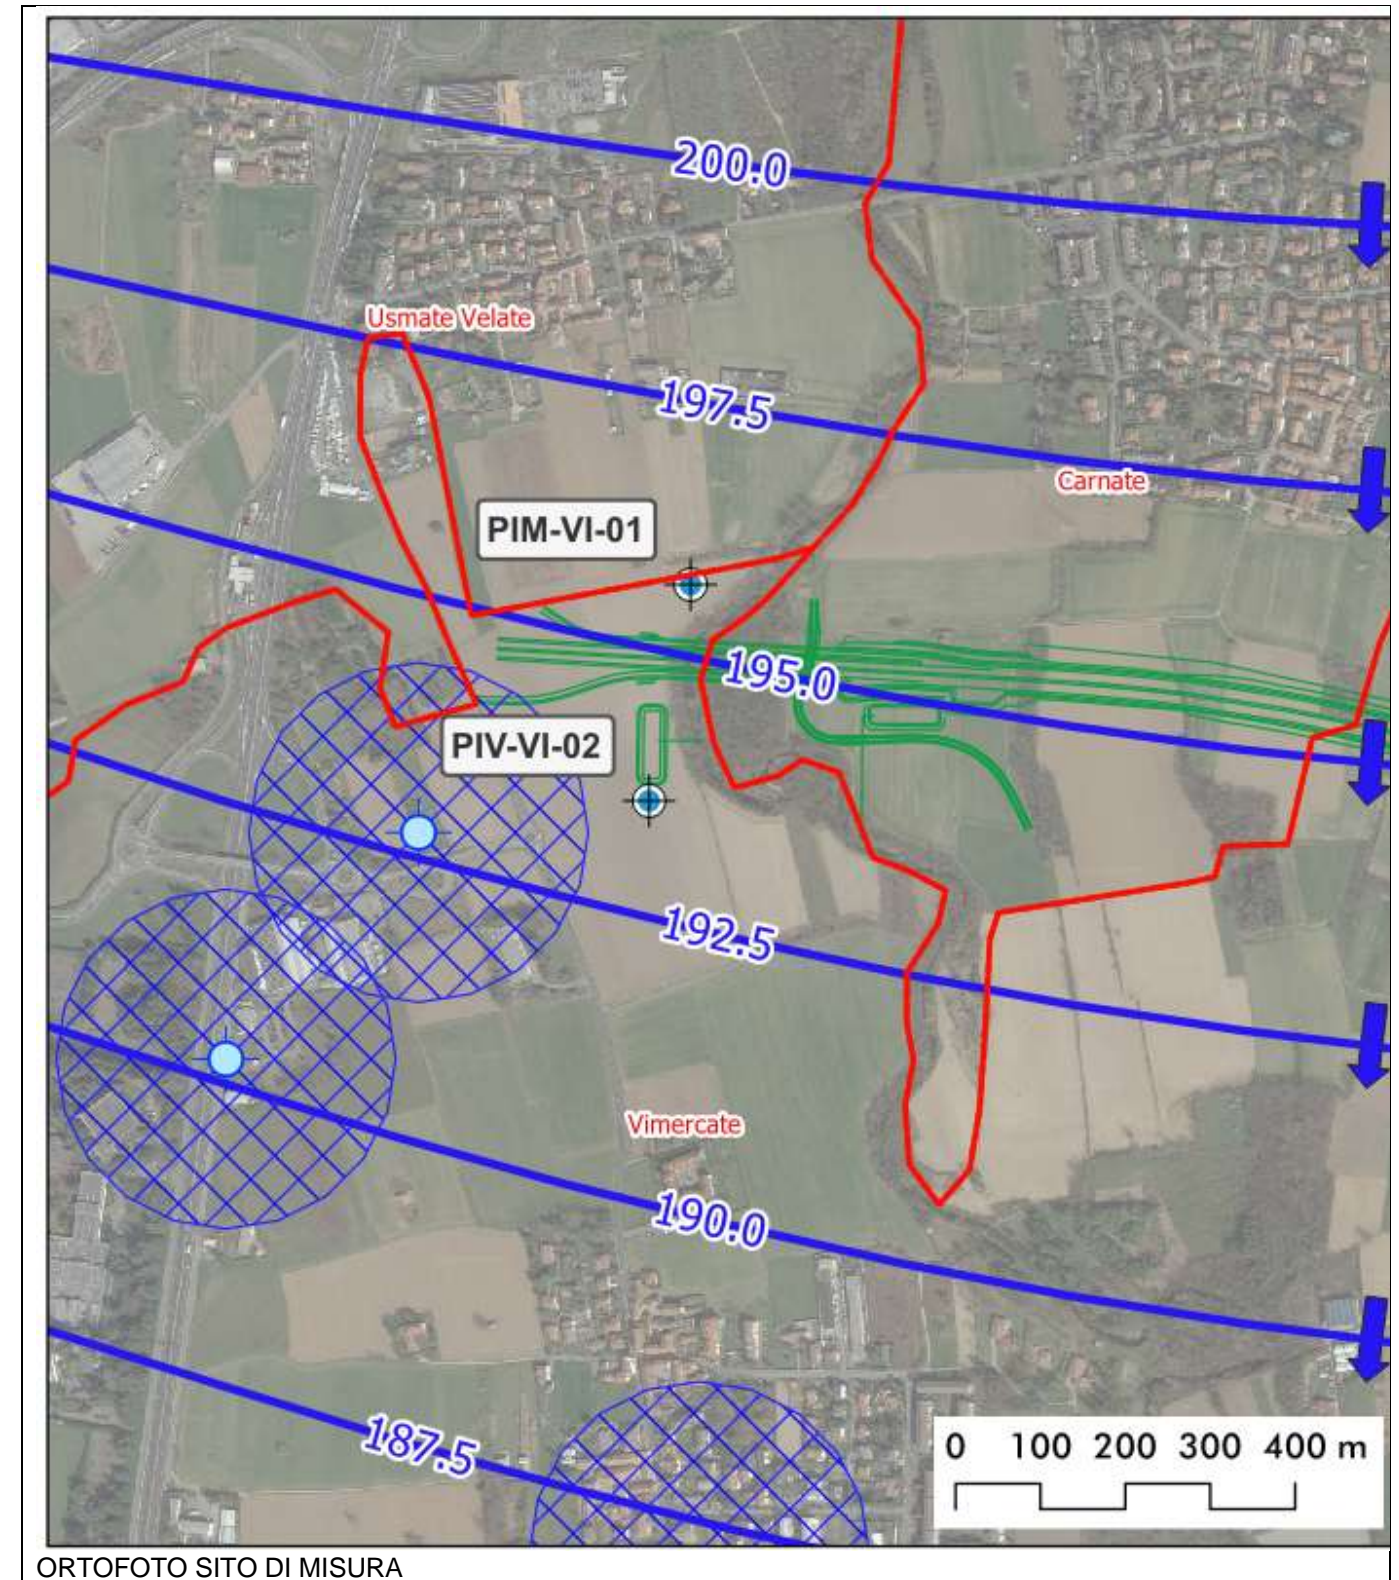 200.0
Usmate Velate
197.5
Carnate
PIM-VI-01
195.0
PIV-VI-02
192.5
Vimercate
190.0
187.5
0 100 200 300 400 m
ORTOFOTO SITO DI MISURA